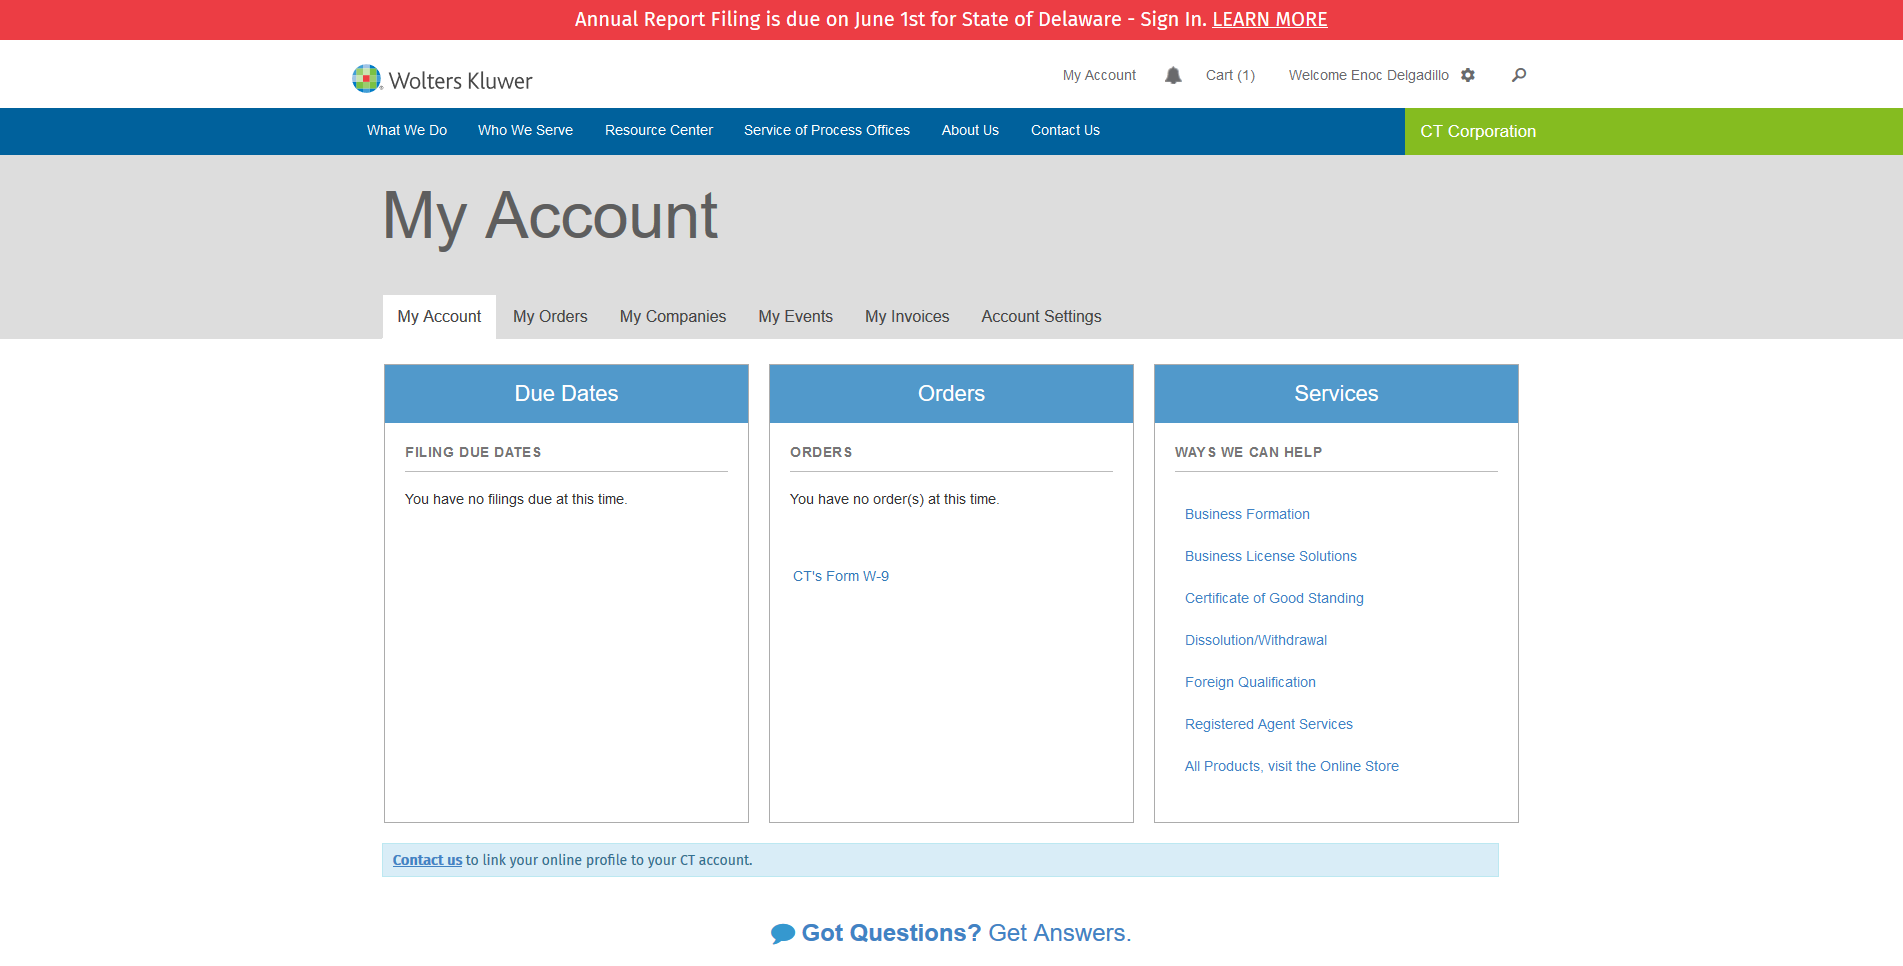 Annual Report Filing is due on June 1st for State of Delaware - Sign In. LEARN MORE
Wolters Kluwer
My Account Cart (1) Welcome Enoc Delgadillo
What We Do Who We Serve Resource Center Service of Process Offices About Us Contact Us CT Corporation
My Account
My Account My Orders My Companies My Events My Invoices Account Settings
Due Dates
FILING DUE DATES
You have no filings due at this time.
Orders
ORDERS
You have no order(s) at this time.
CT's Form W-9
Services
WAYS WE CAN HELP
Business Formation
Business License Solutions
Certificate of Good Standing
Dissolution/Withdrawal
Foreign Qualification
Registered Agent Services
All Products, visit the Online Store
Contact us to link your online profile to your CT account.
Got Questions? Get Answers.